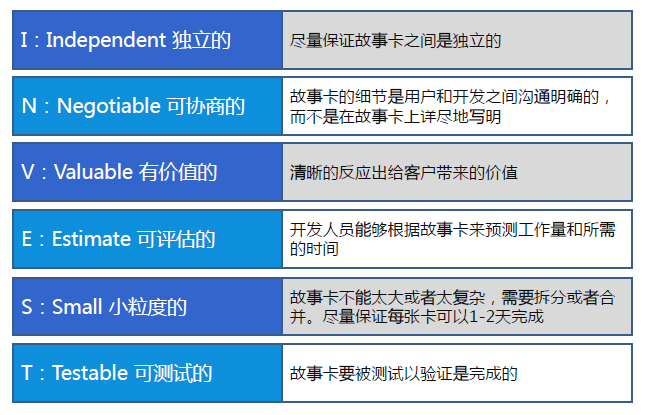 I：Independent 独立的
尽量保证故事卡之间是独立的
N：Negotiable 可协商的
故事卡的细节是用户和开发之间沟通明确的，
而不是在故事卡上详尽地写明
V：Valuable 有价值的
清晰的反应出给客户带来的价值
E：Estimate 可评估的
开发人员能够根据故事卡来预测工作量和所需
的时间
S：Small 小粒度的
故事卡不能太大或者太复杂，需要拆分或者合
并。尽量保证每张卡可以1-2天完成
T：Testable 可测试的
故事卡要被测试以验证是完成的